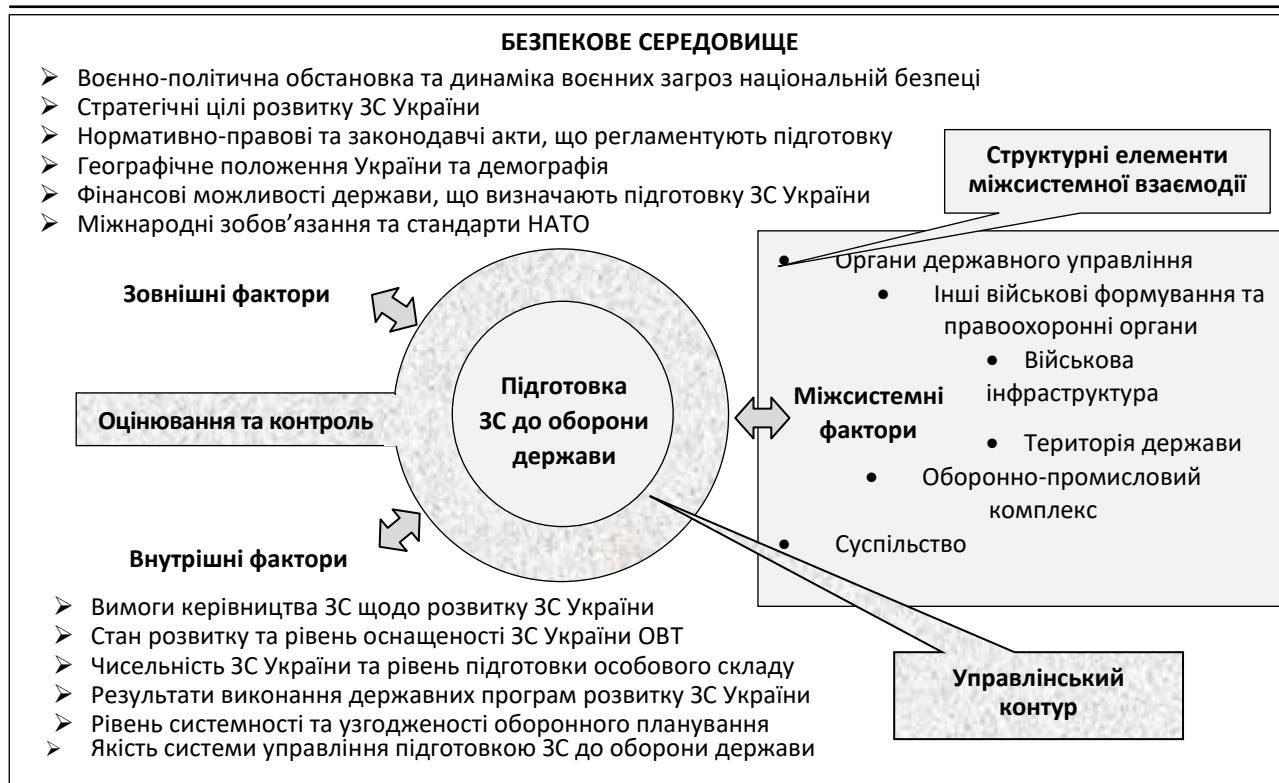 БЕЗПЕКОВЕ СЕРЕДОВИЩЕ
➢ Воєнно-політична обстановка та динаміка воєнних загроз національній безпеці
➢ Стратегічні цілі розвитку ЗС України
➢ Нормативно-правові та законодавчі акти, що регламентують підготовку
➢ Географічне положення України та демографія
➢ Фінансові можливості держави, що визначають підготовку ЗС України
➢ Міжнародні зобов’язання та стандарти НАТО
Структурні елементи
міжсистемної взаємодії
Зовнішні фактори
Оцінювання та контроль
Підготовка
ЗС до оборони
держави
Міжсистемні
фактори
• Органи державного управління
• Інші військові формування та
правоохоронні органи
• Військова
інфраструктура
• Територія держави
• Оборонно-промисловий
комплекс
• Суспільство
Внутрішні фактори
➢ Вимоги керівництва ЗС щодо розвитку ЗС України
➢ Стан розвитку та рівень оснащеності ЗС України ОВТ
➢ Чисельність ЗС України та рівень підготовки особового складу
➢ Результати виконання державних програм розвитку ЗС України
➢ Рівень системності та узгодженості оборонного планування
➢ Якість системи управління підготовкою ЗС до оборони держави
Управлінський
контур